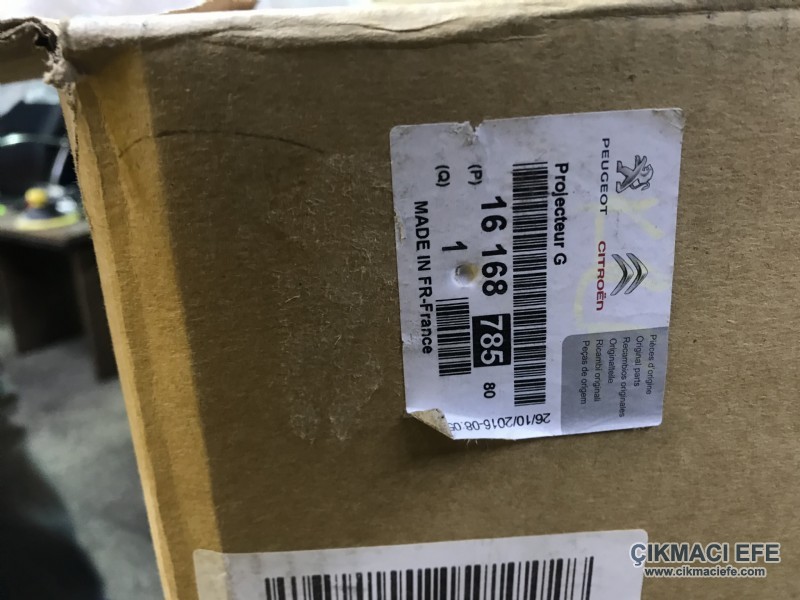 PEUGEOT CITROËN
Pièces d'origine
Original parts
Recambios originales
Originalteile
Ricambi originali
Peças de origem
Projecteur G
(P) 16 168 785 80
(Q) 1
MADE IN FR-France
26/10/2016-08:05
ÇIKMACI EFE
www.cikmaciefe.com